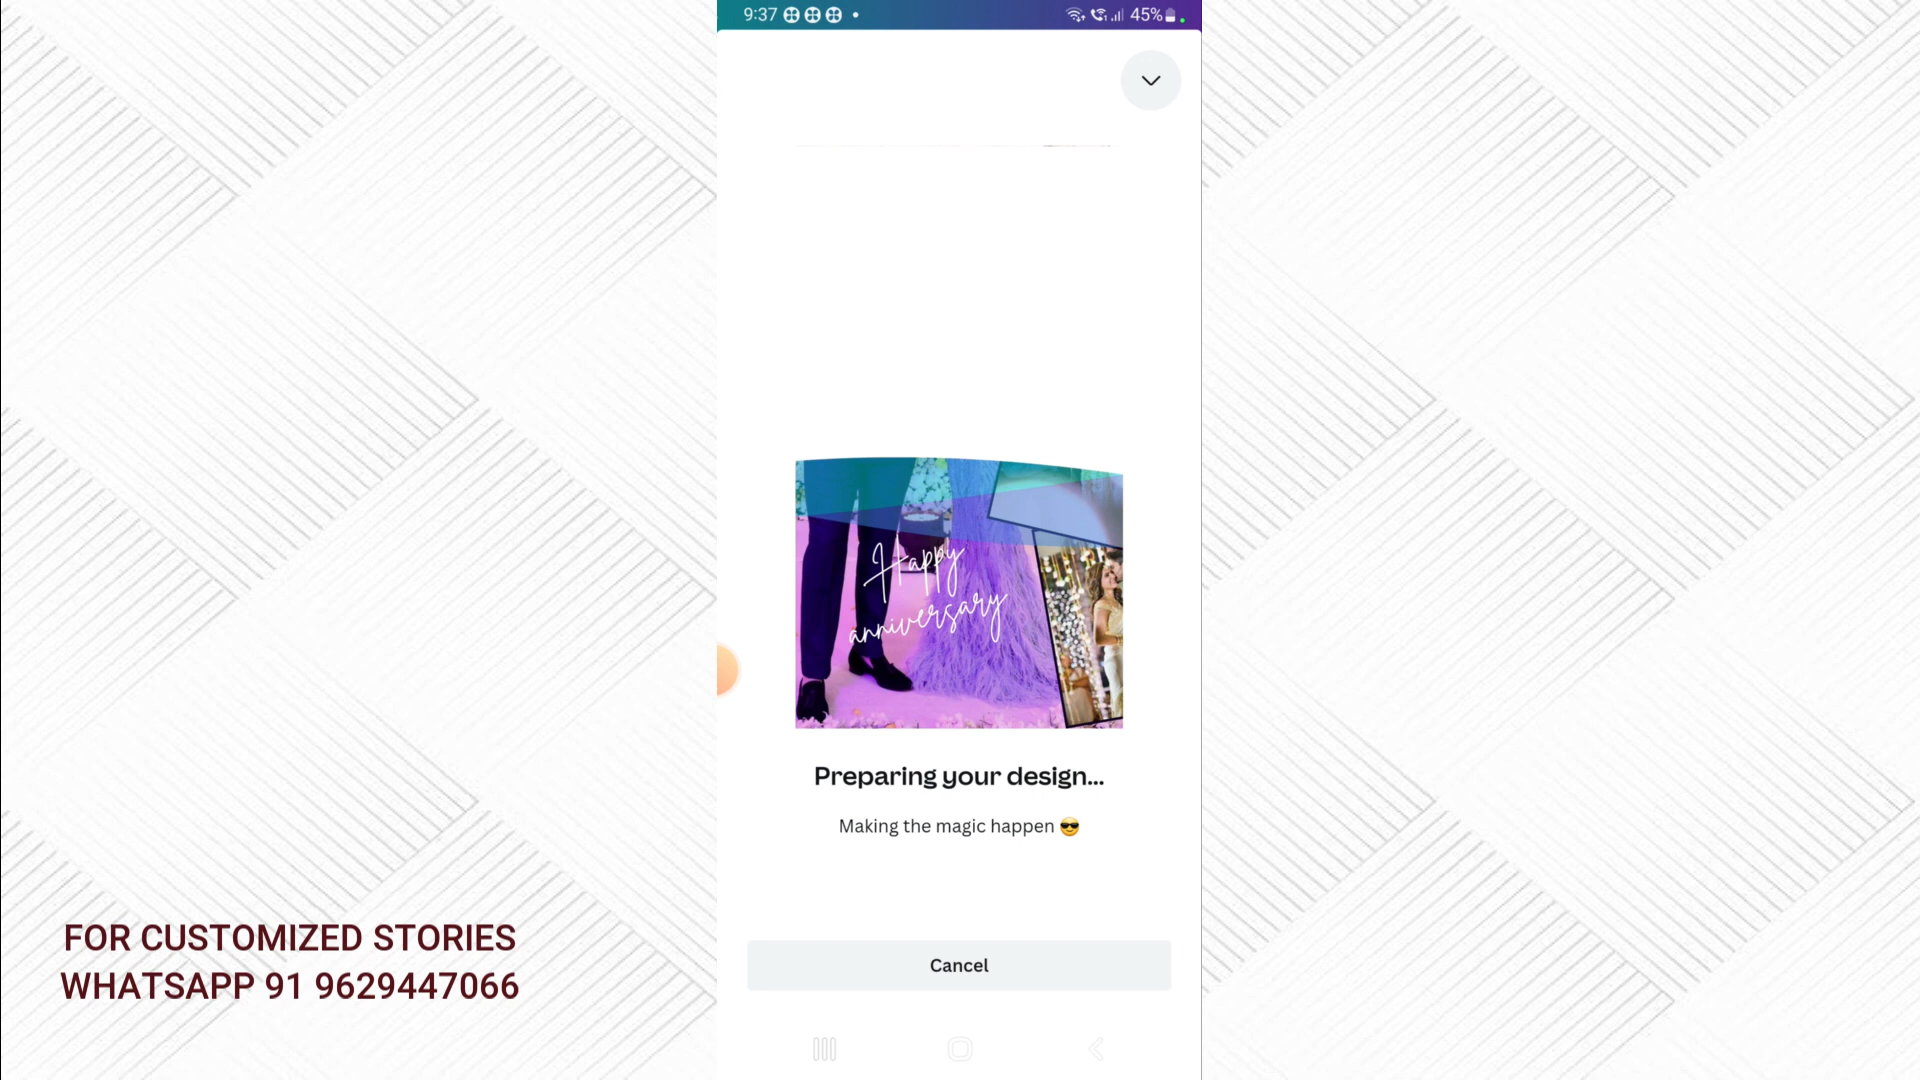 9:37
45%
Happy
anniversary
Preparing your design...
Making the magic happen 😎
Cancel
FOR CUSTOMIZED STORIES
WHATSAPP 91 9629447066